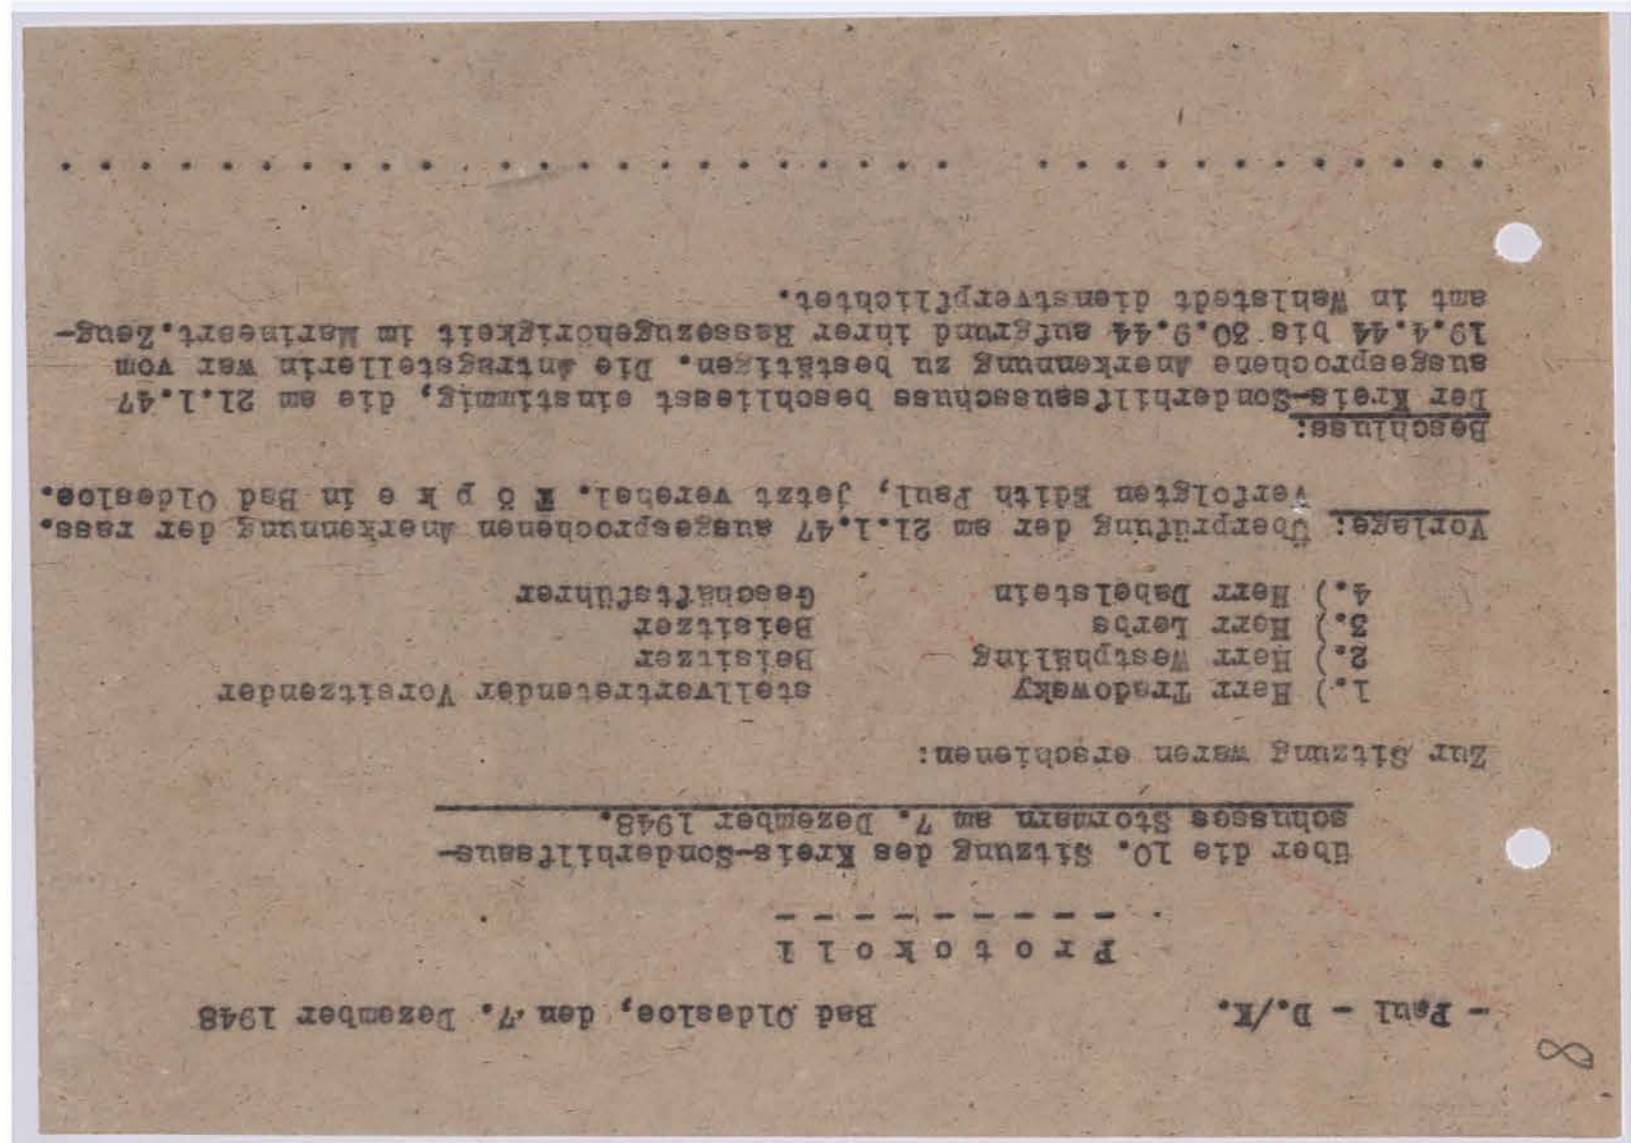 8
- Paul - D./K. Bad Oldesloe, den 7. Dezember 1948
P r o t o k o l l
- - - - - - - - -
über die 10. Sitzung des Kreis-Sonderhilfsaus-
schusses Stormarn am 7. Dezember 1948.
Zur Sitzung waren erschienen:
1.) Herr Tradowsky stellvertretender Vorsitzender
2.) Herr Westphäling Beisitzer
3.) Herr Lerbs Beisitzer
4.) Herr Dabelstein Geschäftsführer
Vorlage: Überprüfung der am 21.1.47 ausgesprochenen Anerkennung der rass.
Verfolgten Edith Paul, jetzt verehel. K ö p k e in Bad Oldesloe.
Beschluss:
Der Kreis-Sonderhilfsausschuss beschliesst einstimmig, die am 21.1.47
ausgesprochene Anerkennung zu bestätigen. Die Antragstellerin war vom
19.4.44 bis 30.9.44 aufgrund ihrer Rassezugehörigkeit im Marineart.Zeug-
amt in Wahlstedt dienstverpflichtet.
. . . . . . . . . . . . . . . . . . . . . . . . . . . . . . .